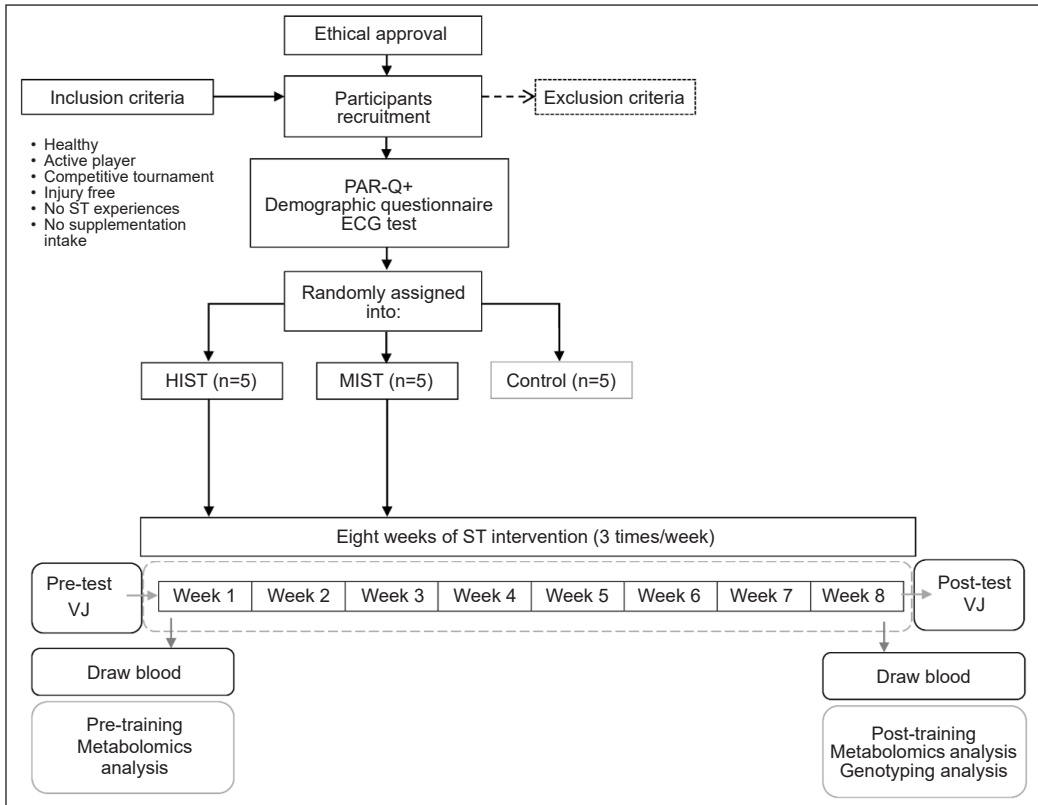 Ethical approval
Inclusion criteria
Participants
recruitment
Exclusion criteria
• Healthy
• Active player
• Competitive tournament
• Injury free
• No ST experiences
• No supplementation
intake
PAR-Q+
Demographic questionnaire
ECG test
Randomly assigned
into:
HIST (n=5)
MIST (n=5)
Control (n=5)
Eight weeks of ST intervention (3 times/week)
Pre-test
VJ
Week 1
Week 2
Week 3
Week 4
Week 5
Week 6
Week 7
Week 8
Post-test
VJ
Draw blood
Draw blood
Pre-training
Metabolomics
analysis
Post-training
Metabolomics analysis
Genotyping analysis